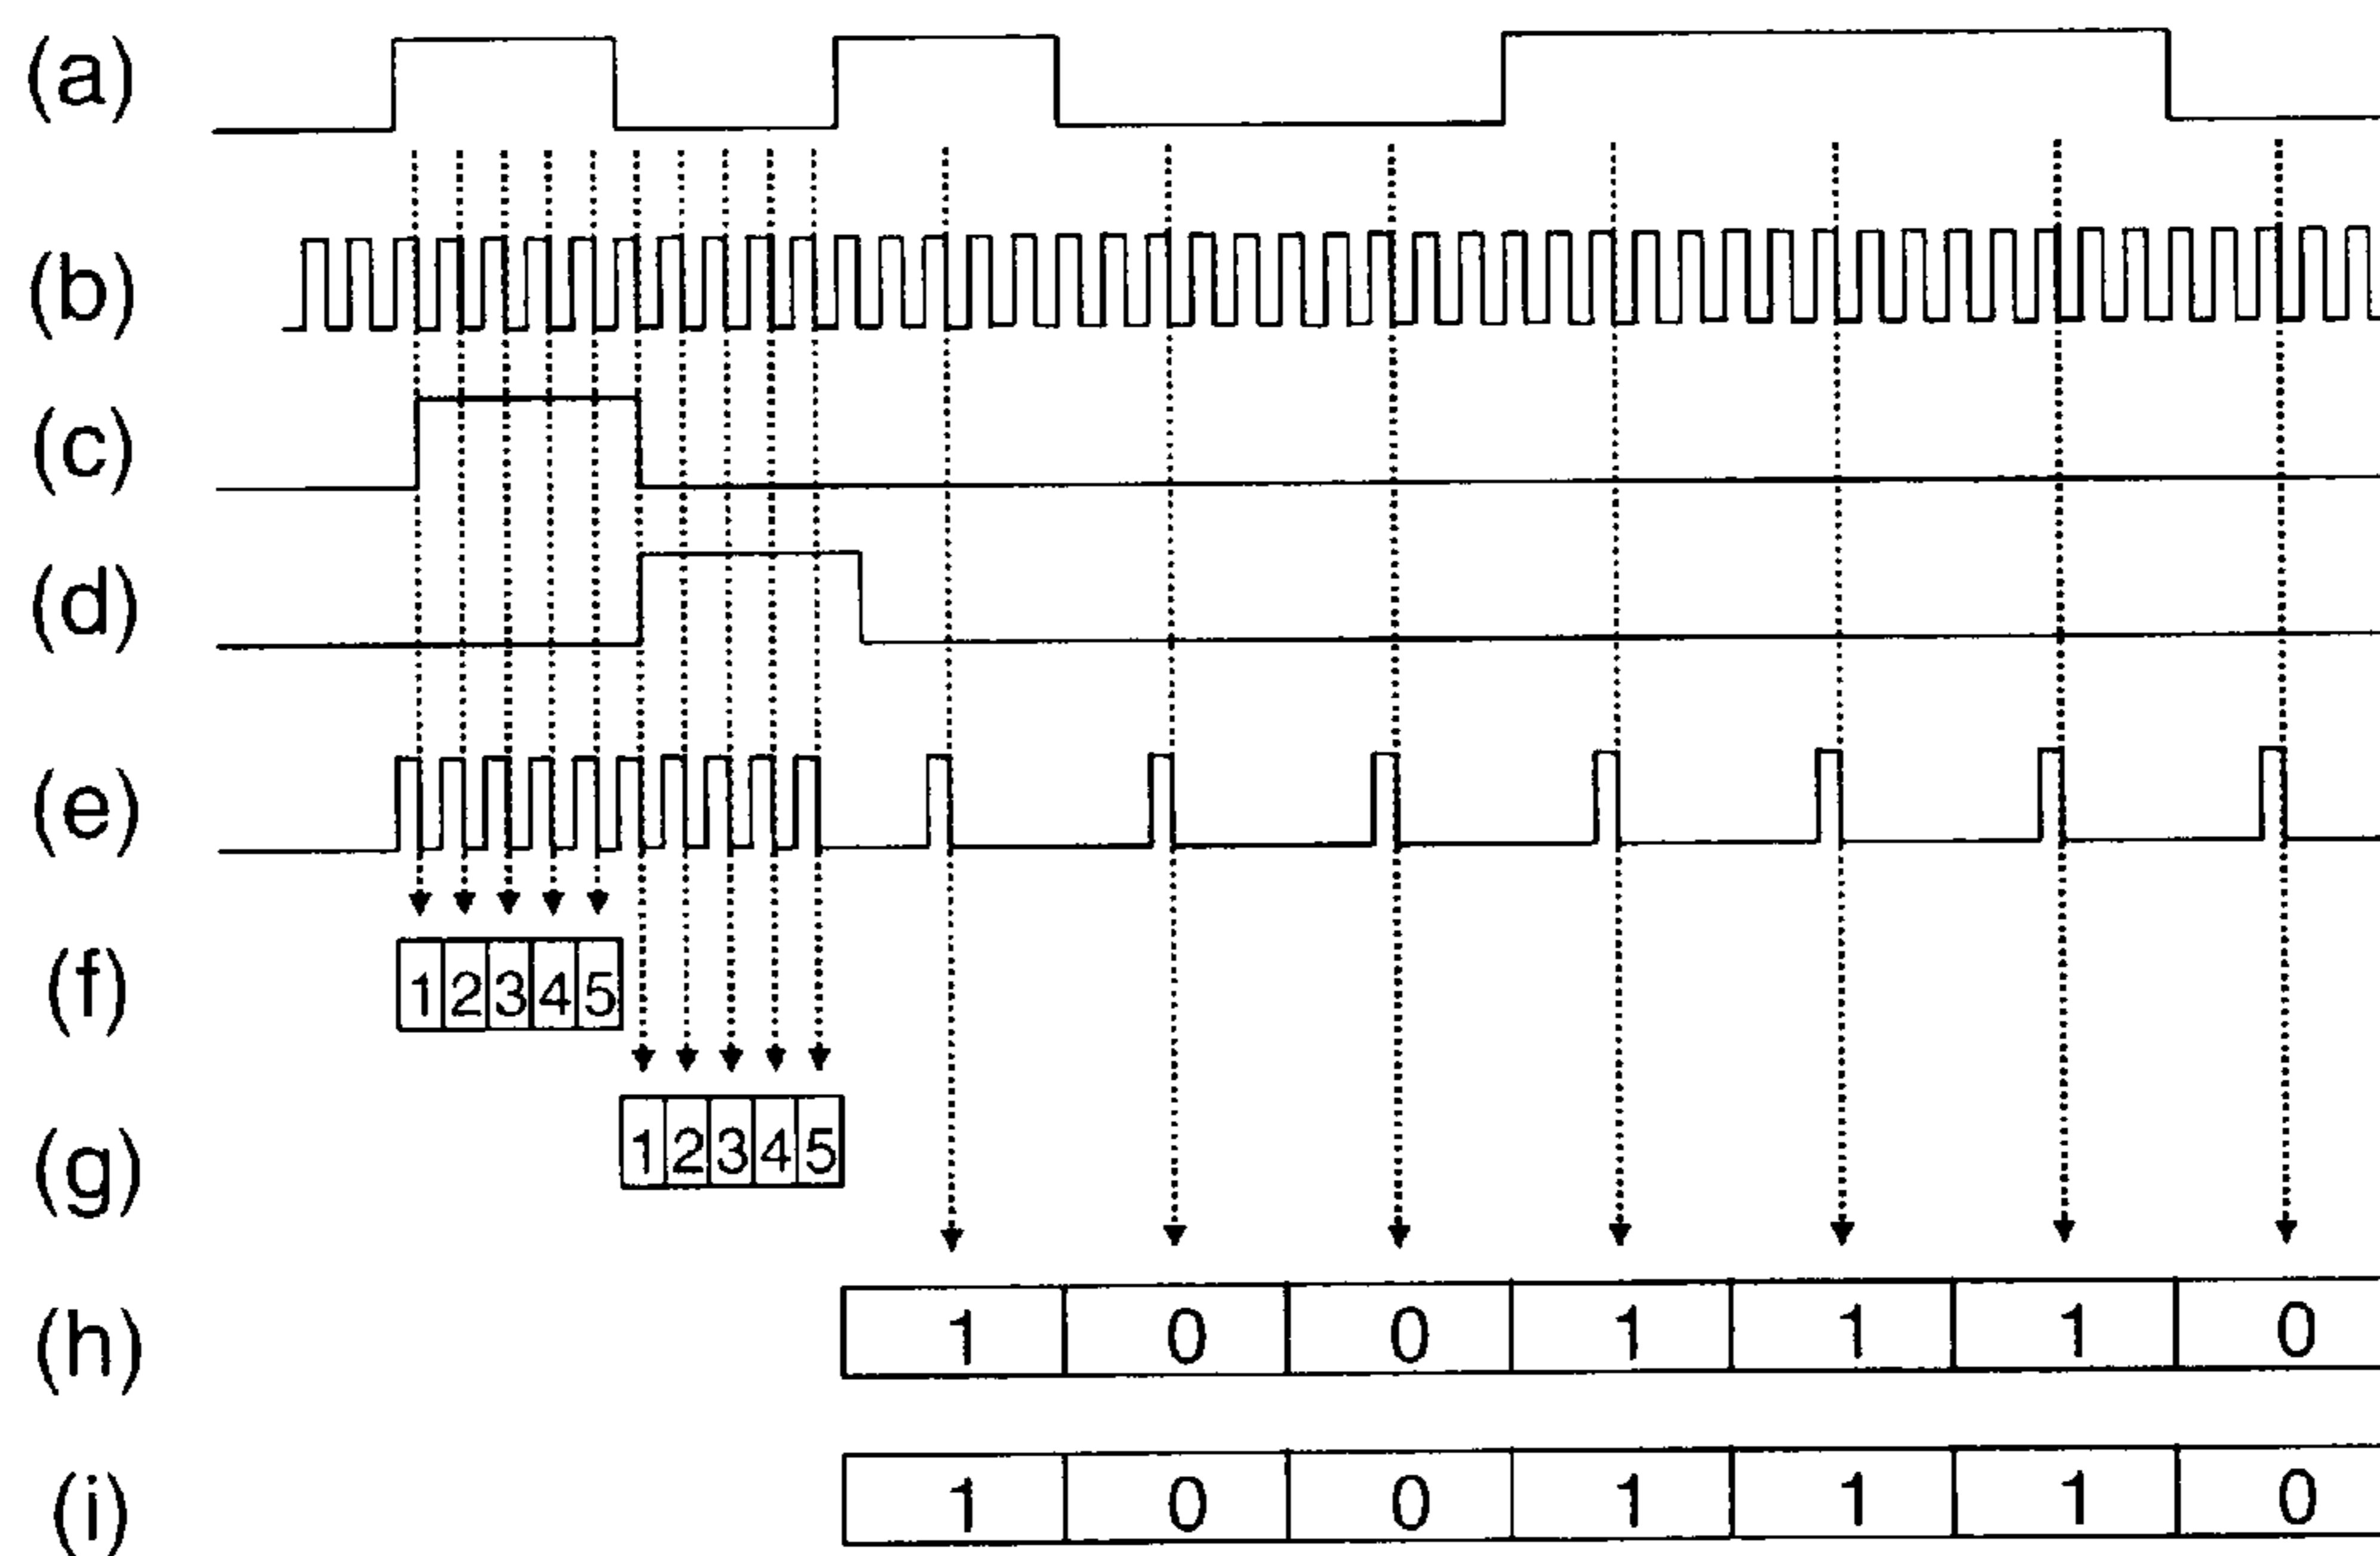 (a)
(b)
(c)
(d)
(e)
(f) 1 2 3 4 5
(g) 1 2 3 4 5
(h) 1 0 0 1 1 1 0
(i) 1 0 0 1 1 1 0